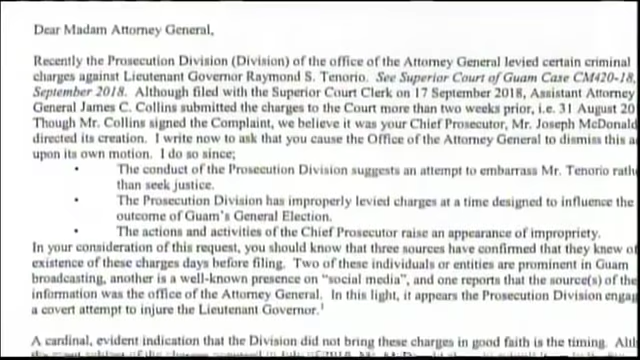 Dear Madam Attorney General,
Recently the Prosecution Division (Division) of the office of the Attorney General levied certain criminal
charges against Lieutenant Governor Raymond S. Tenorio. See Superior Court of Guam Case CM420-18,
September 2018. Although filed with the Superior Court Clerk on 17 September 2018, Assistant Attorney
General James C. Collins submitted the charges to the Court more than two weeks prior, i.e. 31 August 20
Though Mr. Collins signed the Complaint, we believe it was your Chief Prosecutor, Mr. Joseph McDonald
directed its creation. I write now to ask that you cause the Office of the Attorney General to dismiss this a
upon its own motion. I do so since;
• The conduct of the Prosecution Division suggests an attempt to embarrass Mr. Tenorio rath
than seek justice.
• The Prosecution Division has improperly levied charges at a time designed to influence the
outcome of Guam's General Election.
• The actions and activities of the Chief Prosecutor raise an appearance of impropriety.
In your consideration of this request, you should know that three sources have confirmed that they knew of
existence of these charges days before filing. Two of these individuals or entities are prominent in Guam
broadcasting, another is a well-known presence on "social media", and one reports that the source(s) of the
information was the office of the Attorney General. In this light, it appears the Prosecution Division engag
a covert attempt to injure the Lieutenant Governor.1
A cardinal, evident indication that the Division did not bring these charges in good faith is the timing. Alth